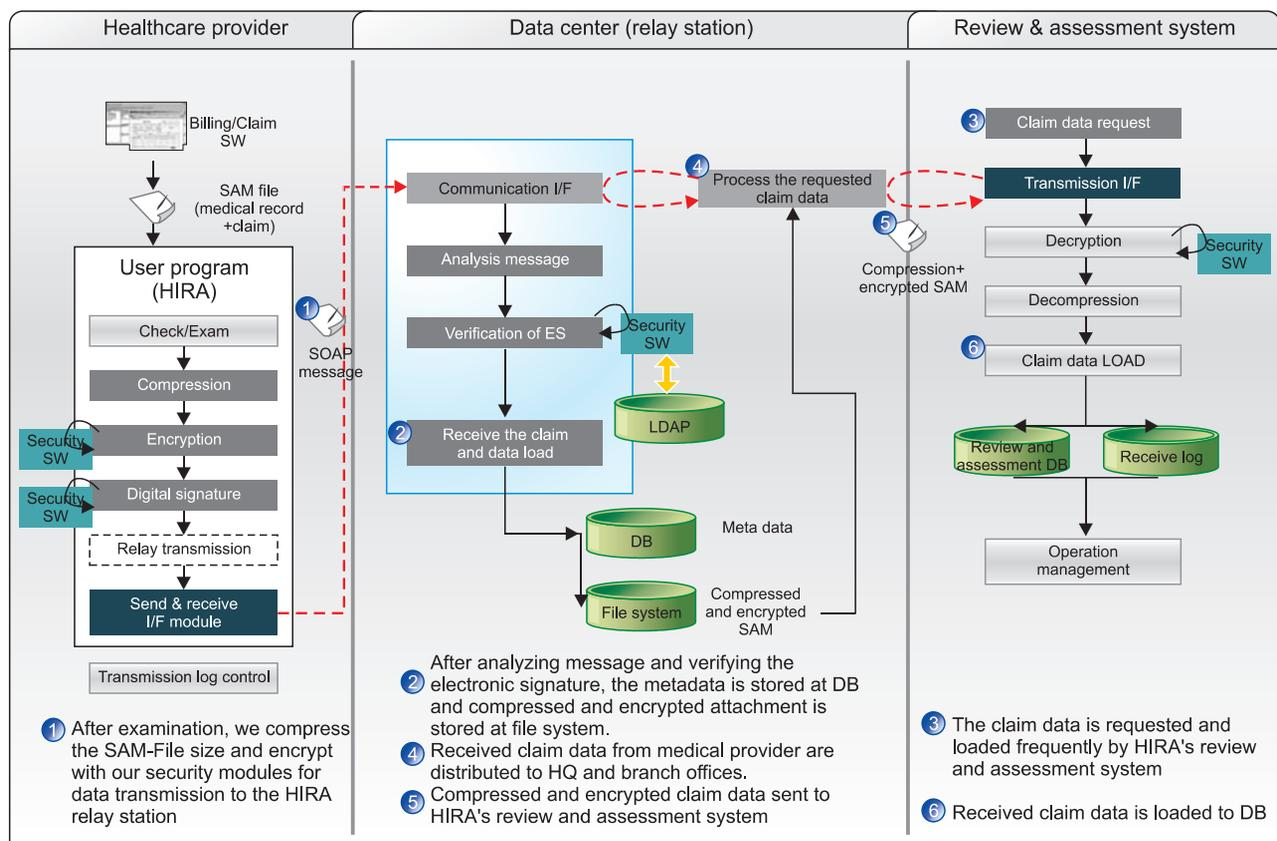 Healthcare provider
Data center (relay station)
Review & assessment system
Billing/Claim
SW
SAM file
(medical record
+claim)
User program
(HIRA)
Check/Exam
Compression
Security
SW
Encryption
Security
SW
Digital signature
Relay transmission
Send & receive
I/F module
Transmission log control
1
SOAP
message
1 After examination, we compress
the SAM-File size and encrypt
with our security modules for
data transmission to the HIRA
relay station
Communication I/F
Analysis message
Verification of ES
Security
SW
LDAP
2 Receive the claim
and data load
DB
Meta data
File system
Compressed
and encrypted
SAM
4
Process the requested
claim data
5
Compression+
encrypted SAM
2 After analyzing message and verifying the
electronic signature, the metadata is stored at DB
and compressed and encrypted attachment is
stored at file system.
4 Received claim data from medical provider are
distributed to HQ and branch offices.
5 Compressed and encrypted claim data sent to
HIRA's review and assessment system
3 Claim data request
Transmission I/F
Decryption
Security
SW
Decompression
6 Claim data LOAD
Review and
assessment DB
Receive log
Operation
management
3 The claim data is requested and
loaded frequently by HIRA's review
and assessment system
6 Received claim data is loaded to DB